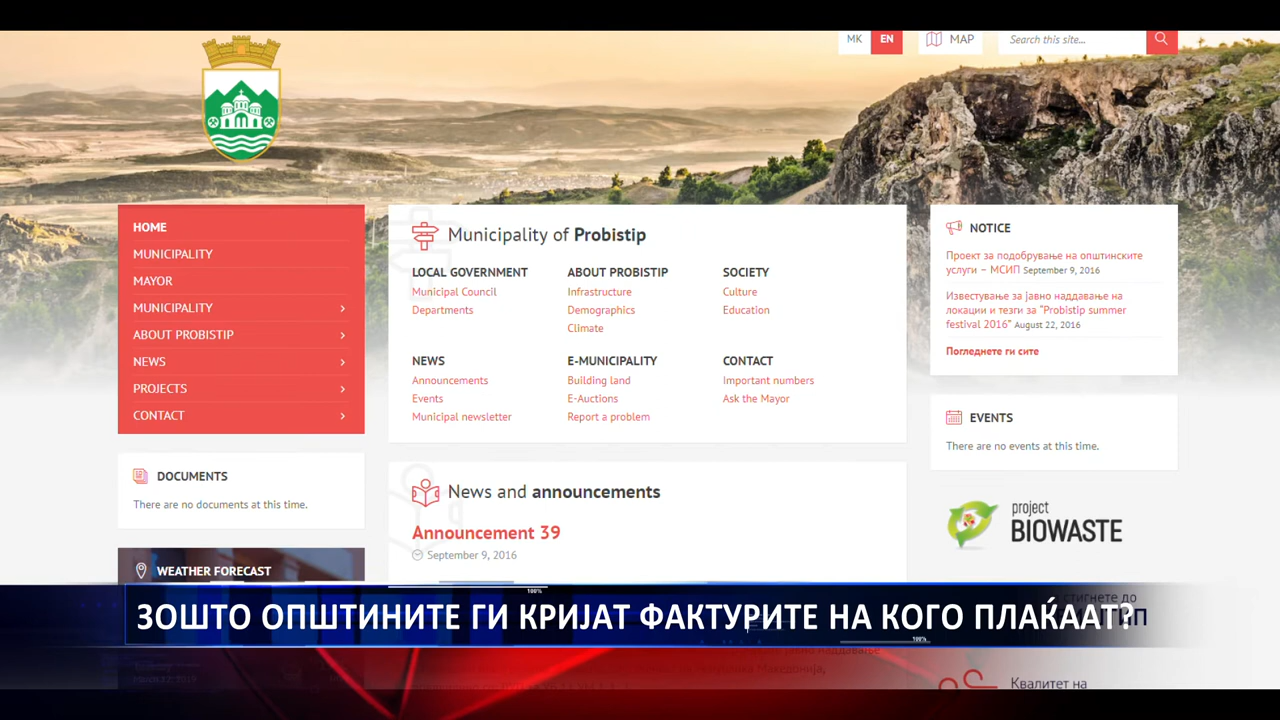 MK
EN
MAP
Search this site...
HOME
MUNICIPALITY
MAYOR
MUNICIPALITY
ABOUT PROBISTIP
NEWS
PROJECTS
CONTACT
DOCUMENTS
There are no documents at this time.
WEATHER FORECAST
Municipality of Probistip
LOCAL GOVERNMENT
Municipal Council
Departments
ABOUT PROBISTIP
Infrastructure
Demographics
Climate
SOCIETY
Culture
Education
NEWS
Announcements
Events
Municipal newsletter
E-MUNICIPALITY
Building land
E-Auctions
Report a problem
CONTACT
Important numbers
Ask the Mayor
News and announcements
Announcement 39
September 9, 2016
NOTICE
Проект за подобрување на општинските
услуги – МСИП September 9, 2016
Известување за јавно наддавање на
локации и тезги за “Probistip summer
festival 2016” August 22, 2016
Погледнете ги сите
EVENTS
There are no events at this time.
project
BIOWASTE
стигнете до
100%
ЗОШТО ОПШТИНИТЕ ГИ КРИЈАТ ФАКТУРИТЕ НА КОГО ПЛАЌААТ?
100%
Квалитет на